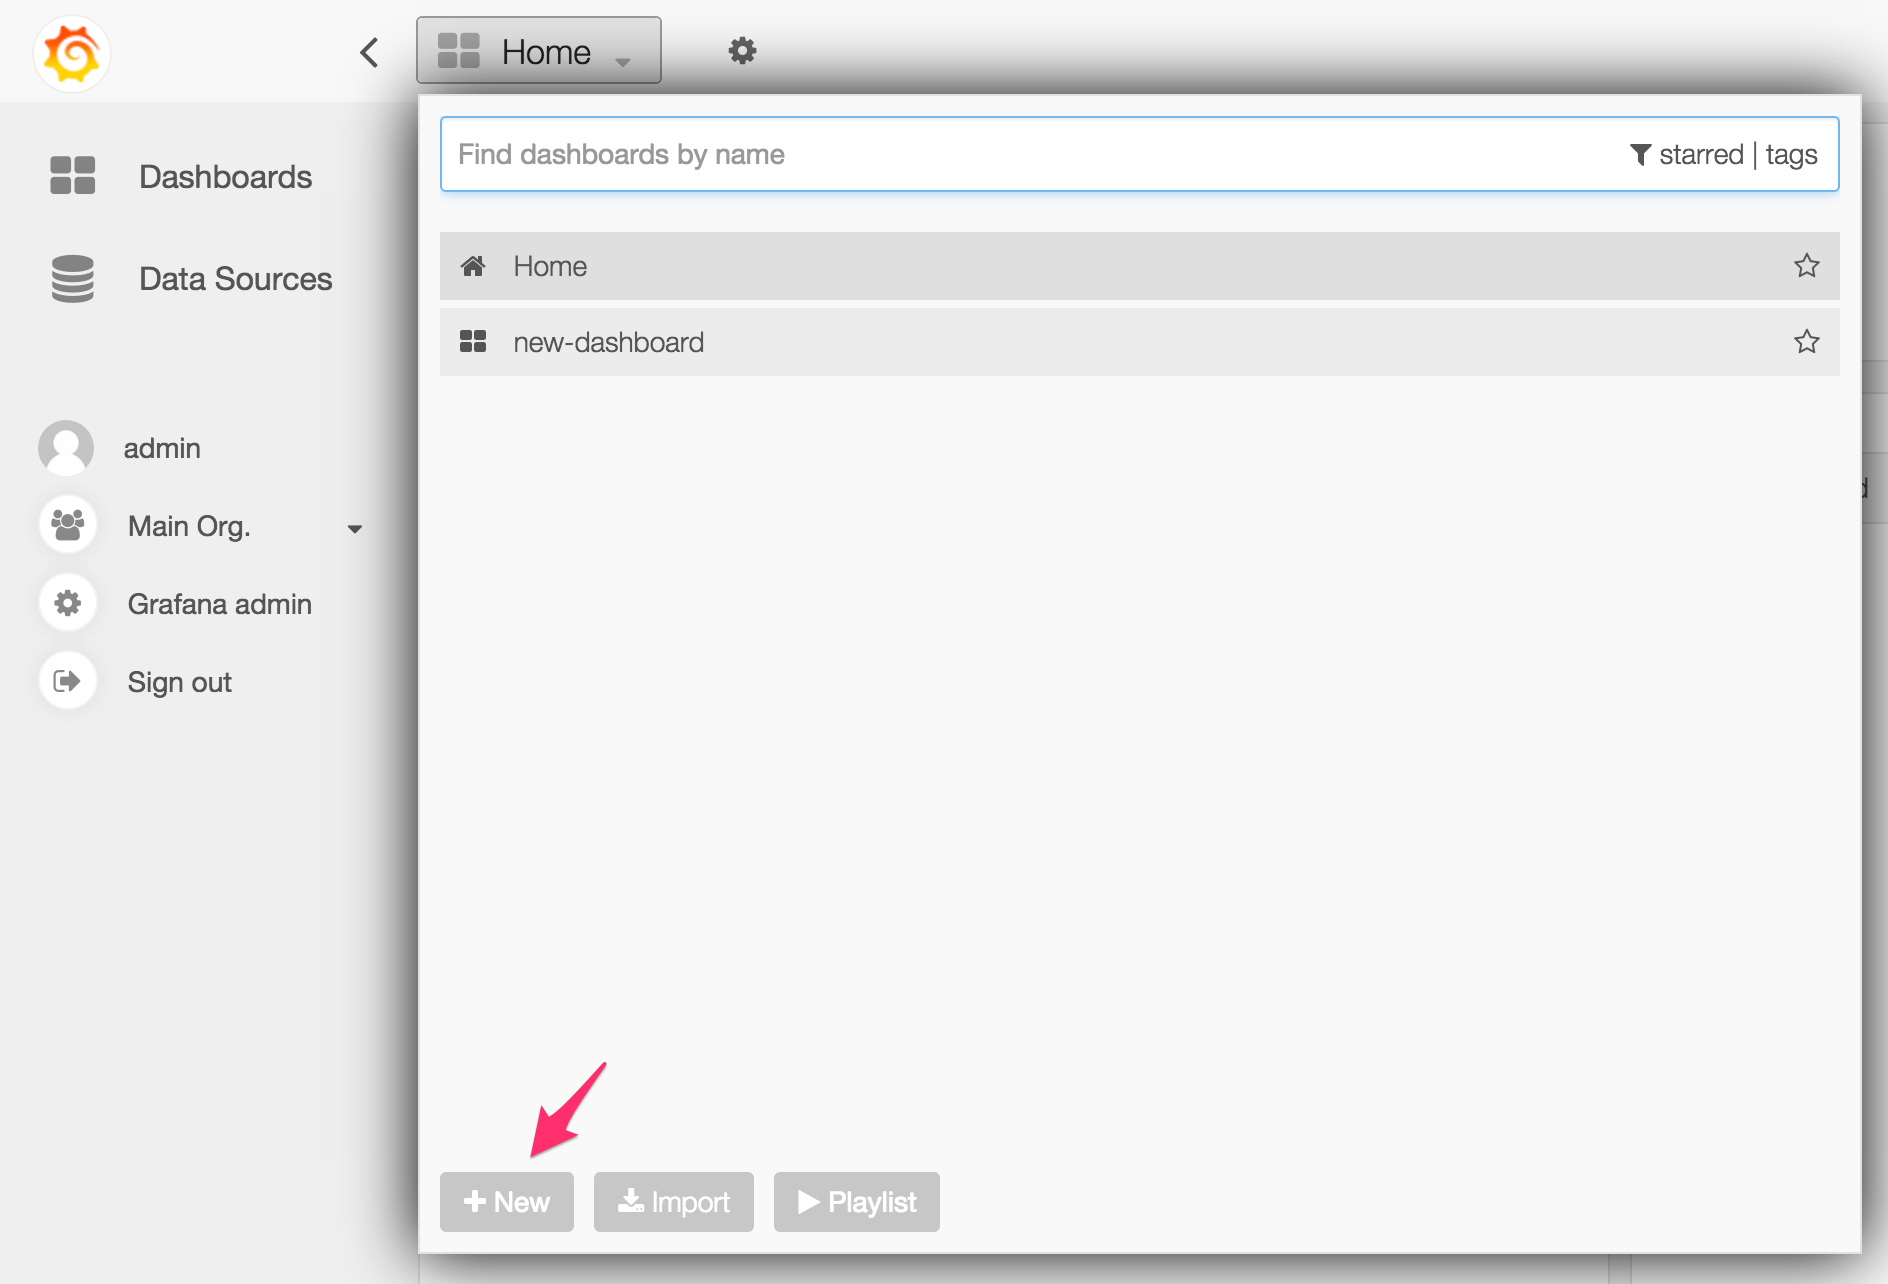 Home
Find dashboards by name
starred | tags
Dashboards
Data Sources
Home
new-dashboard
admin
Main Org.
Grafana admin
Sign out
New
Import
Playlist